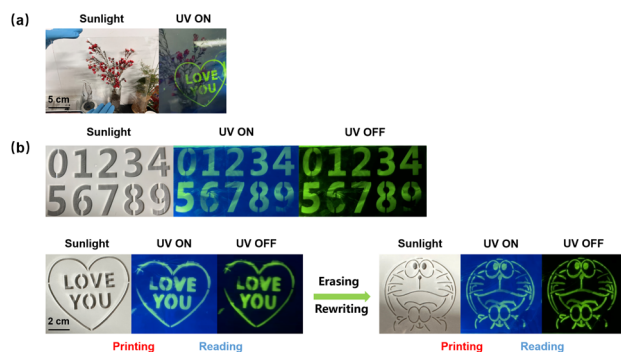 (a)
Sunlight UV ON
5 cm
LOVE
YOU
(b)
Sunlight UV ON UV OFF
01234 01234 01234
56789 56789 56789
Sunlight UV ON UV OFF
LOVE LOVE LOVE
YOU YOU YOU
2 cm
Printing Reading
Erasing
Rewriting
Sunlight UV ON UV OFF
Printing Reading